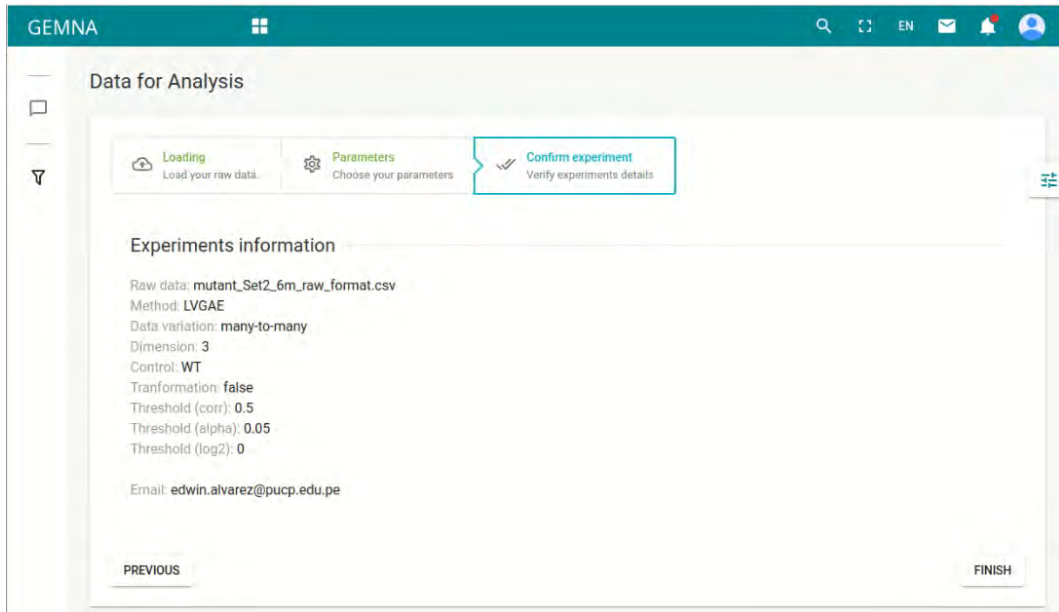 GEMNA
EN
Data for Analysis
Loading
Load your raw data.
Parameters
Choose your parameters
Confirm experiment
Verify experiments details
Experiments information
Raw data: mutant_Set2_6m_raw_format.csv
Method: LVGAE
Data variation: many-to-many
Dimension: 3
Control: WT
Tranformation: false
Threshold (corr): 0.5
Threshold (alpha): 0.05
Threshold (log2): 0
Email: edwin.alvarez@pucp.edu.pe
PREVIOUS
FINISH